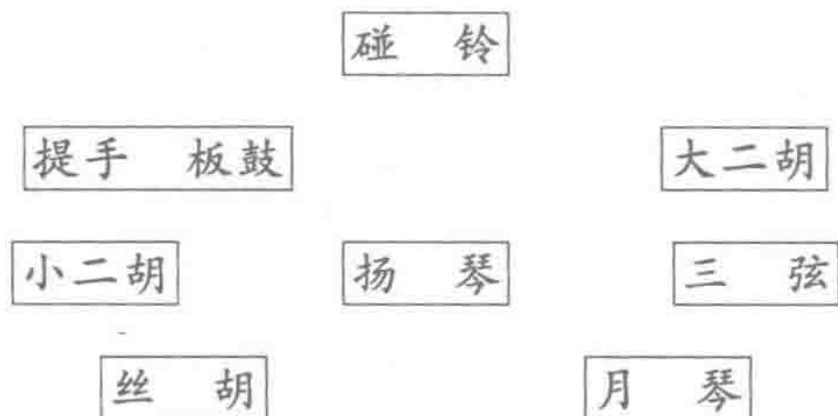 碰 铃
提手 板鼓 大二胡
小二胡 扬 琴 三 弦
丝 胡 月 琴